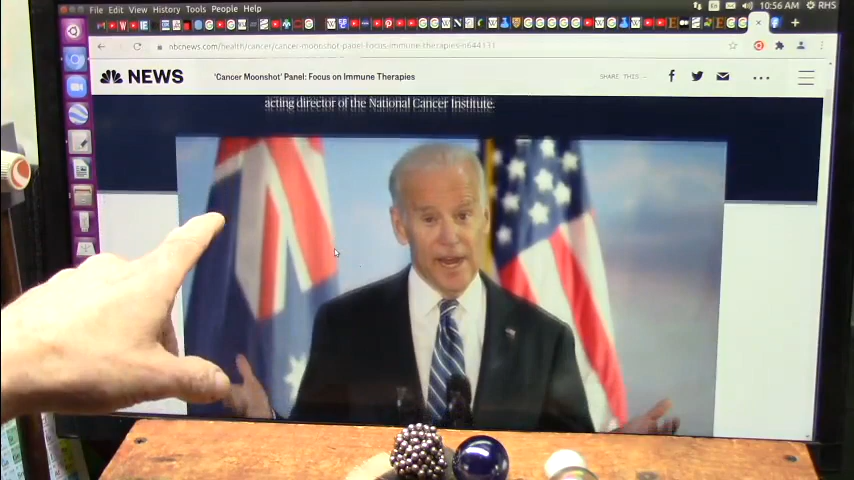 File Edit View History Bookmarks Tools People Help
10:56 AM RHS
nbcnews.com/health/cancer/cancer-moonshot-panel-focus-immune-therapies-n644131
NEWS
'Cancer Moonshot' Panel: Focus on Immune Therapies
SHARE THIS
acting director of the National Cancer Institute.